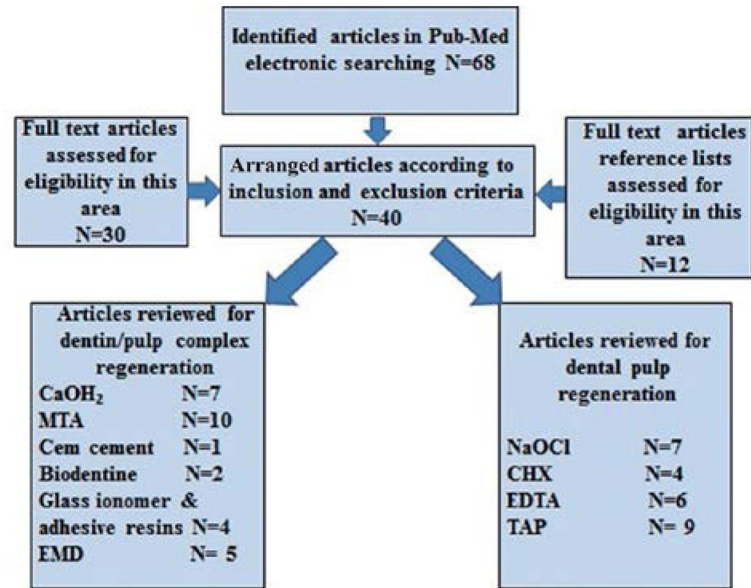 Identified articles in Pub-Med
electronic searching N=68
Full text articles
assessed for
eligibility in this
area
N=30
Arranged articles according to
inclusion and exclusion criteria
N=40
Full text articles
reference lists
assessed for
eligibility in this
area
N=12
Articles reviewed for
dentin/pulp complex
regeneration
CaOH₂ N=7
MTA N=10
Cem cement N=1
Biodentine N=2
Glass ionomer &
adhesive resins N=4
EMD N= 5
Articles reviewed for
dental pulp
regeneration
NaOCl N=7
CHX N=4
EDTA N=6
TAP N= 9